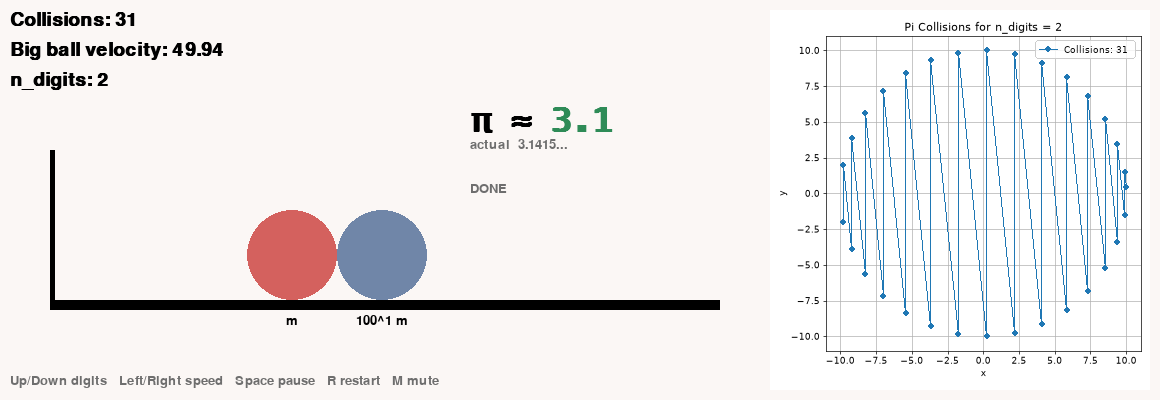 Collisions: 31
Big ball velocity: 49.94
n_digits: 2
π ≈ 3.1
actual 3.1415...
DONE
m
100^1 m
Up/Down digits Left/Right speed Space pause R restart M mute
Pi Collisions for n_digits = 2
Collisions: 31
10.0
7.5
5.0
2.5
0.0
−2.5
−5.0
−7.5
−10.0
y
−10.0 −7.5 −5.0 −2.5 0.0 2.5 5.0 7.5 10.0
x